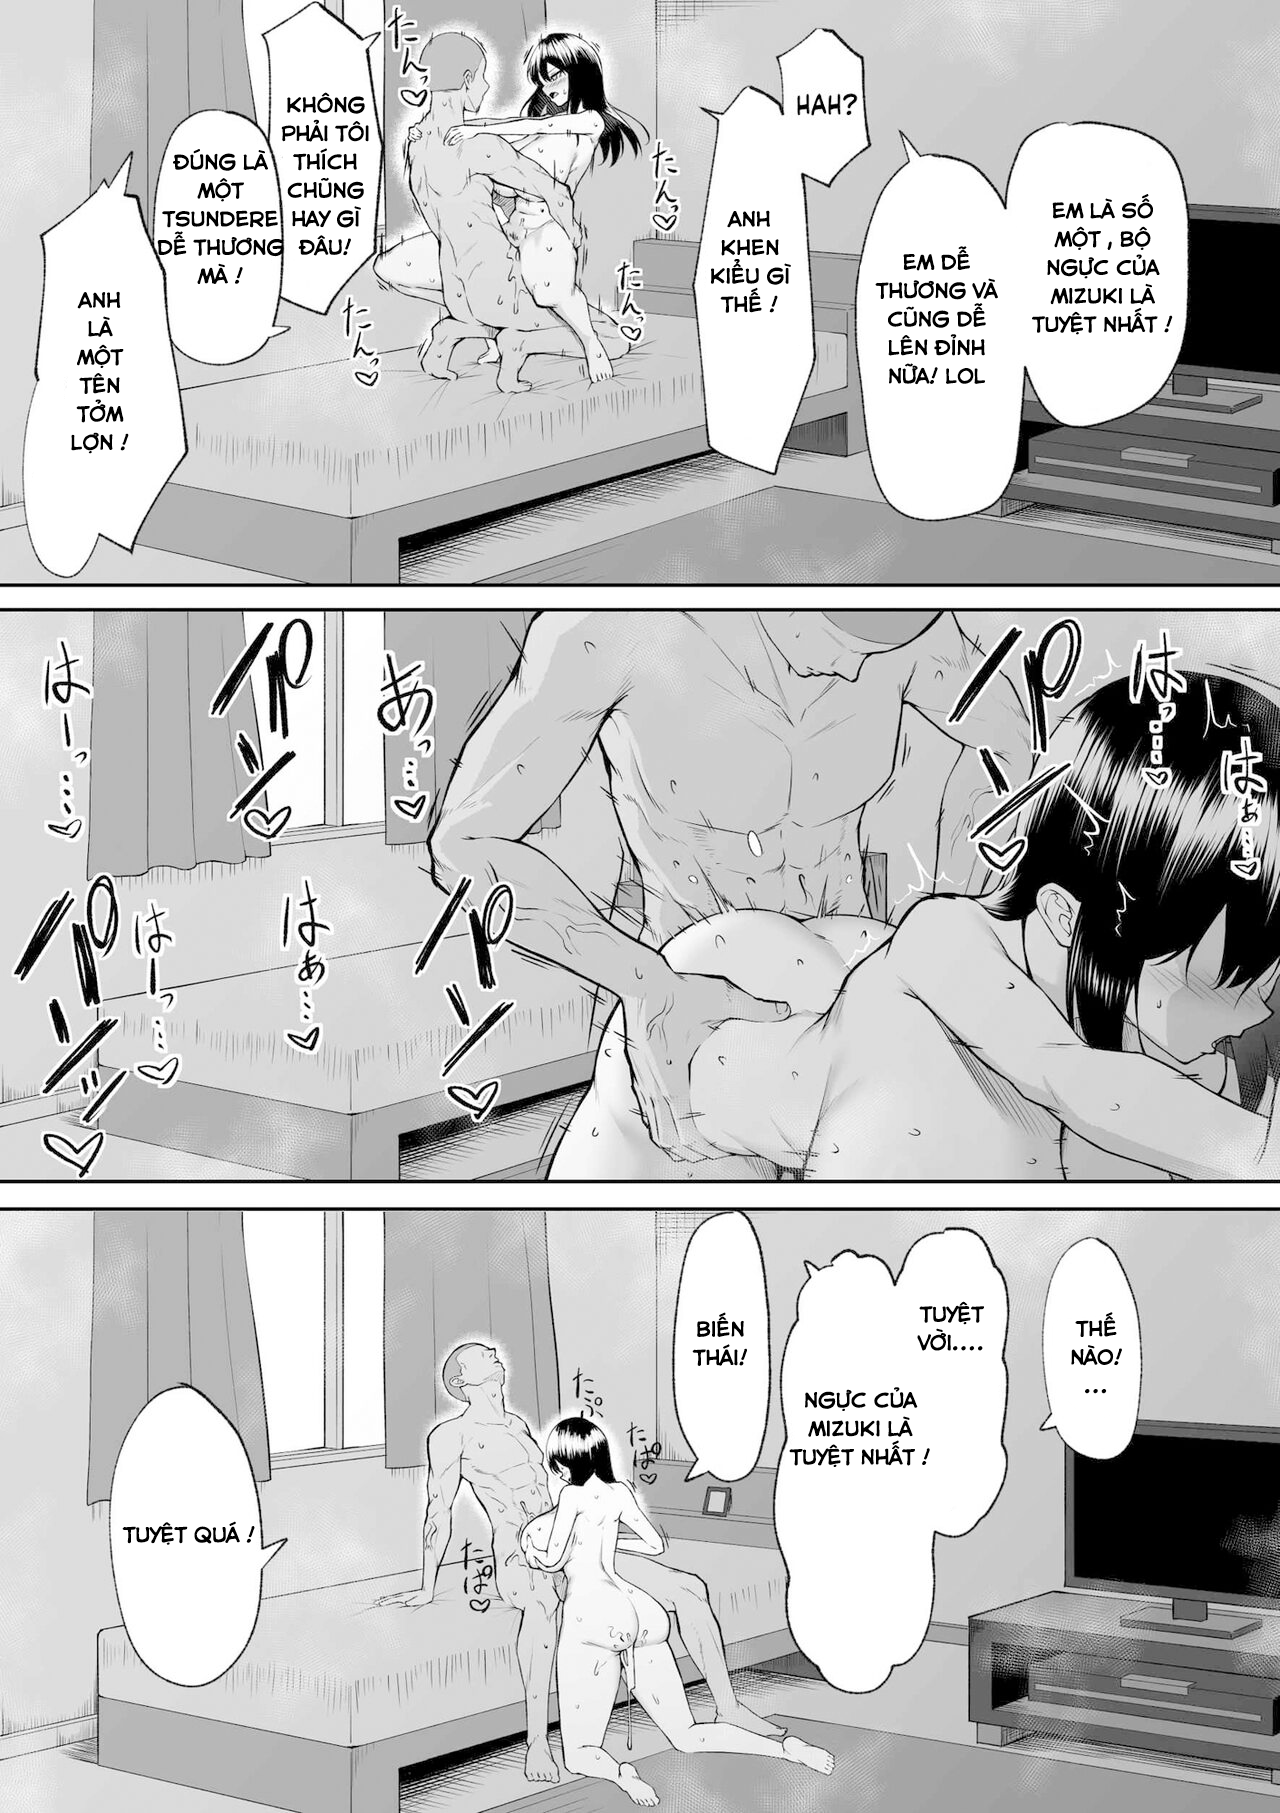 EM LÀ SỐ
MỘT , BỘ
NGỰC CỦA
MIZUKI LÀ
TUYỆT NHẤT !
EM DỄ
THƯƠNG VÀ
CŨNG DỄ
LÊN ĐỈNH
NỮA! LOL
HAH?
ANH
KHEN
KIỂU GÌ
THẾ !
KHÔNG
PHẢI TÔI
THÍCH
CHŨNG
HAY GÌ
ĐÂU!
ĐÚNG LÀ
MỘT
TSUNDERE
DỄ THƯƠNG
MÀ !
ANH
LÀ
MỘT
TÊN
TỞM
LỢN !
たんっ♡
たんっ♡
たんっ♡
たんっ♡
はっ…♡
はぁ…♡
パンッ♡
あっ…♡
パンッ♡
はーっ…♡
パンッ♡
はぁ…♡
はーっ…♡
パンッ♡
THẾ
NÀO!
...
TUYỆT
VỜI....
NGỰC CỦA
MIZUKI LÀ
TUYỆT NHẤT !
BIẾN
THÁI!
たぷ♡
たぱ♡
たぱ♡
TUYỆT QUÁ !